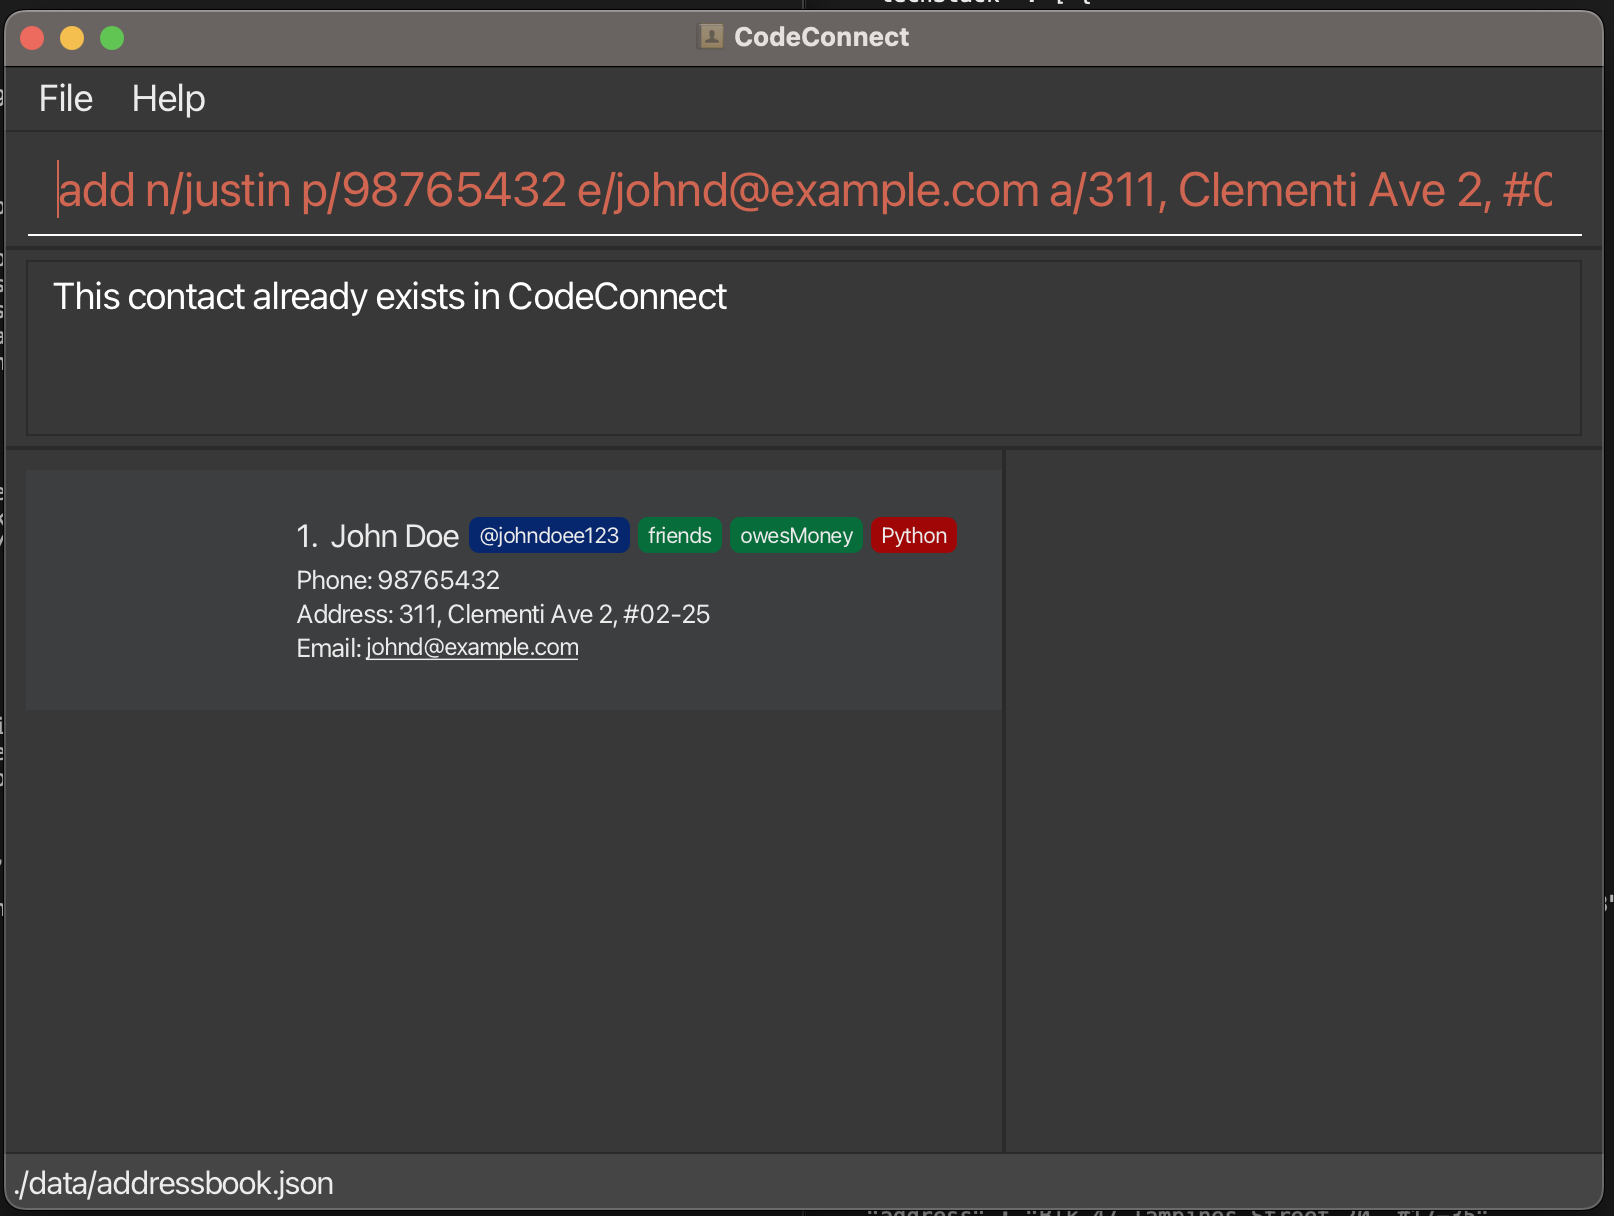 CodeConnect
File Help
add n/justin p/98765432 e/johnd@example.com a/311, Clementi Ave 2,
This contact already exists in CodeConnect
1. John Doe @johndoee123 friends owesMoney Python
Phone: 98765432
Address: 311, Clementi Ave 2, #02-25
Email: johnd@example.com
./data/addressbook.json